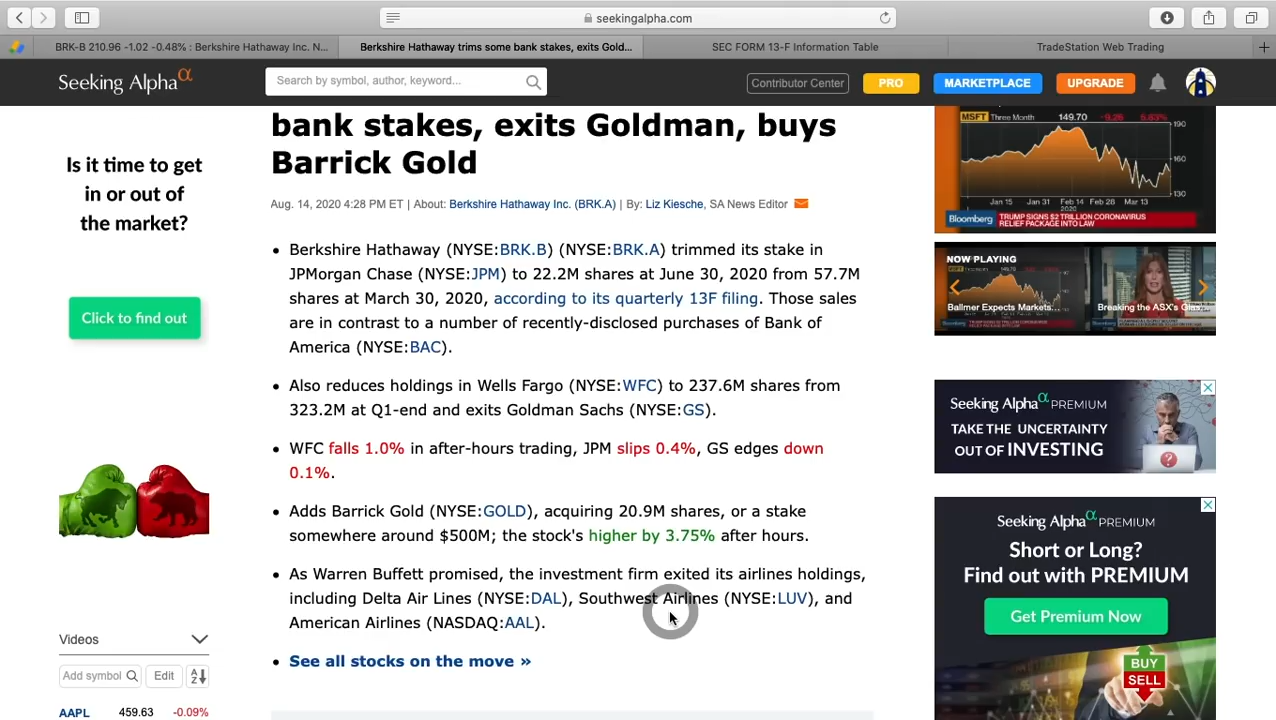 seekingalpha.com
BRK-B 210.96 -1.02 -0.48% : Berkshire Hathaway Inc. N...
Berkshire Hathaway trims some bank stakes, exits Gold...
SEC FORM 13-F Information Table
TradeStation Web Trading
Seeking Alpha α
Search by symbol, author, keyword...
Contributor Center
PRO
MARKETPLACE
UPGRADE
Is it time to get
in or out of
the market?
Click to find out
Videos
Add symbol
Edit
A
Z
AAPL 459.63 -0.09%
bank stakes, exits Goldman, buys
Barrick Gold
Aug. 14, 2020 4:28 PM ET | About: Berkshire Hathaway Inc. (BRK.A) | By: Liz Kiesche, SA News Editor
• Berkshire Hathaway (NYSE:BRK.B) (NYSE:BRK.A) trimmed its stake in
JPMorgan Chase (NYSE:JPM) to 22.2M shares at June 30, 2020 from 57.7M
shares at March 30, 2020, according to its quarterly 13F filing. Those sales
are in contrast to a number of recently-disclosed purchases of Bank of
America (NYSE:BAC).
• Also reduces holdings in Wells Fargo (NYSE:WFC) to 237.6M shares from
323.2M at Q1-end and exits Goldman Sachs (NYSE:GS).
• WFC falls 1.0% in after-hours trading, JPM slips 0.4%, GS edges down
0.1%.
• Adds Barrick Gold (NYSE:GOLD), acquiring 20.9M shares, or a stake
somewhere around $500M; the stock's higher by 3.75% after hours.
• As Warren Buffett promised, the investment firm exited its airlines holdings,
including Delta Air Lines (NYSE:DAL), Southwest Airlines (NYSE:LUV), and
American Airlines (NASDAQ:AAL).
• See all stocks on the move »
MSFT Three Month 149.70 -9.26 5.83%
190
160
130
Jan 15 Jan 31 Feb 14 Feb 28 Mar 13
Bloomberg
TRUMP SIGNS $2 TRILLION CORONAVIRUS
RELIEF PACKAGE INTO LAW
NOW PLAYING
Ballmer Expects Markets...
Breaking the ASX's
Bloomberg
Seeking Alpha α PREMIUM
TAKE THE UNCERTAINTY
OUT OF INVESTING
?
Seeking Alpha α PREMIUM
Short or Long?
Find out with PREMIUM
Get Premium Now
BUY
SELL